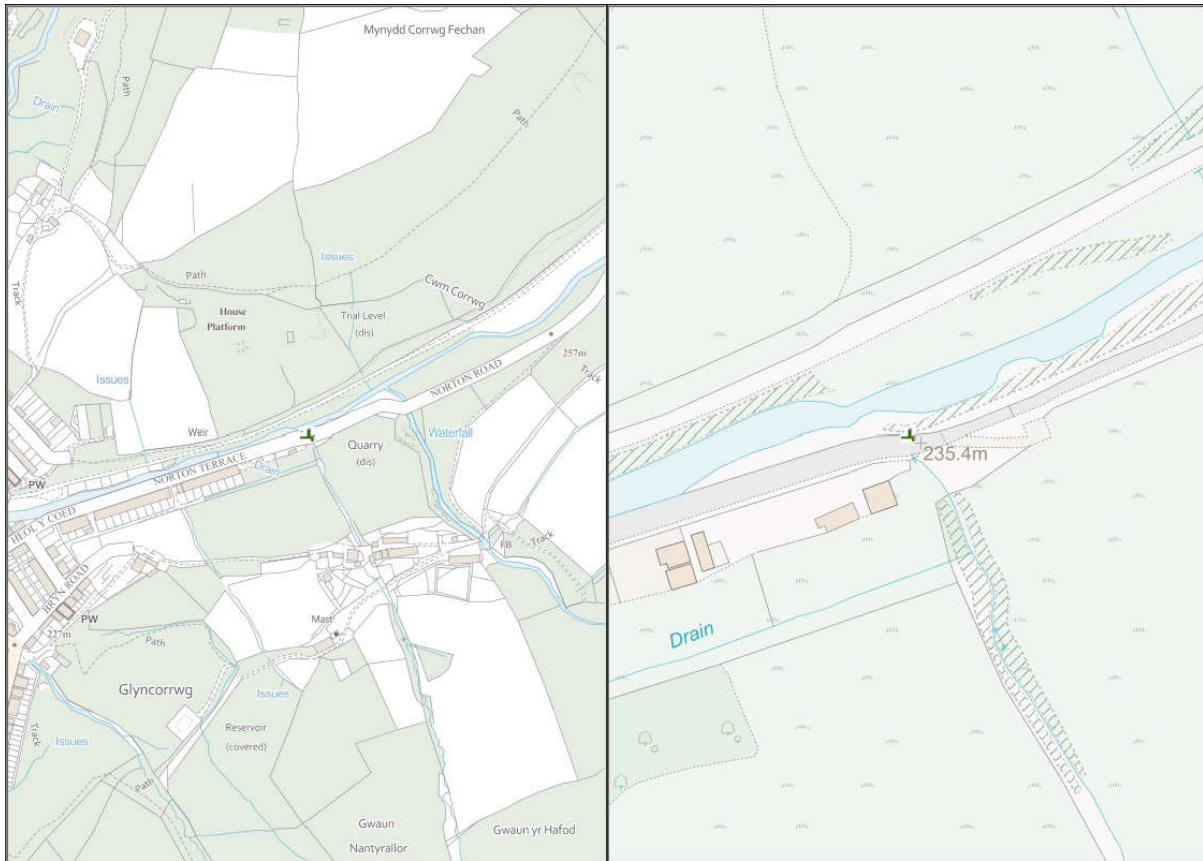 Mynydd Corrwg Fechan
Path
Path
Drain
Track
Issues
Path
House
Platform
Trial Level
(dis)
Cwm Corrwg
257m
Track
Issues
NORTON ROAD
Weir
Waterfall
Quarry
(dis)
PW
NORTON TERRACE
Drain
HEOL Y COED
BRYN ROAD
FB
Track
PW
Mast
227m
Path
Glyncorrwg
Issues
Track
Issues
Reservoir
(covered)
Path
Gwaun
Nantyrallor
Gwaun yr Hafod
235.4m
Drain